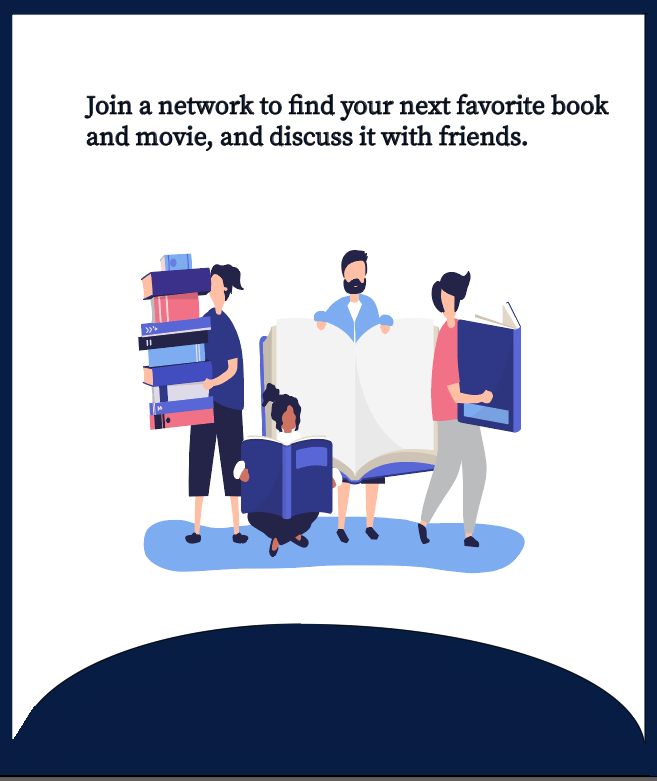 Join a network to find your next favorite book
and movie, and discuss it with friends.